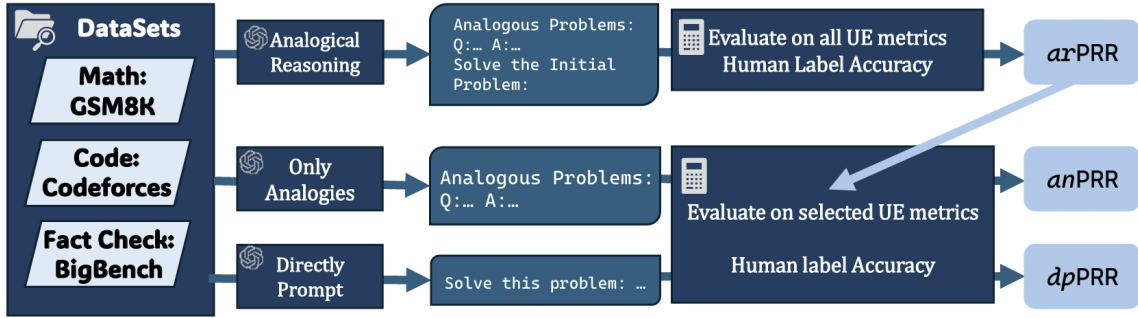 DataSets
Math:
GSM8K
Code:
Codeforces
Fact Check:
BigBench
Analogical
Reasoning
Analogous Problems:
Q:… A:…
Solve the Initial
Problem:
Evaluate on all UE metrics
Human Label Accuracy
arPRR
Only
Analogies
Analogous Problems:
Q:… A:…
Evaluate on selected UE metrics
Human label Accuracy
anPRR
Directly
Prompt
Solve this problem: …
dpPRR